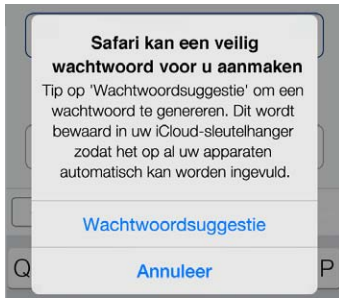 Safari kan een veilig
wachtwoord voor u aanmaken
Tip op 'Wachtwoordsuggestie' om een
wachtwoord te genereren. Dit wordt
bewaard in uw iCloud-sleutelhanger
zodat het op al uw apparaten
automatisch kan worden ingevuld.
Wachtwoordsuggestie
Annuleer
Q P